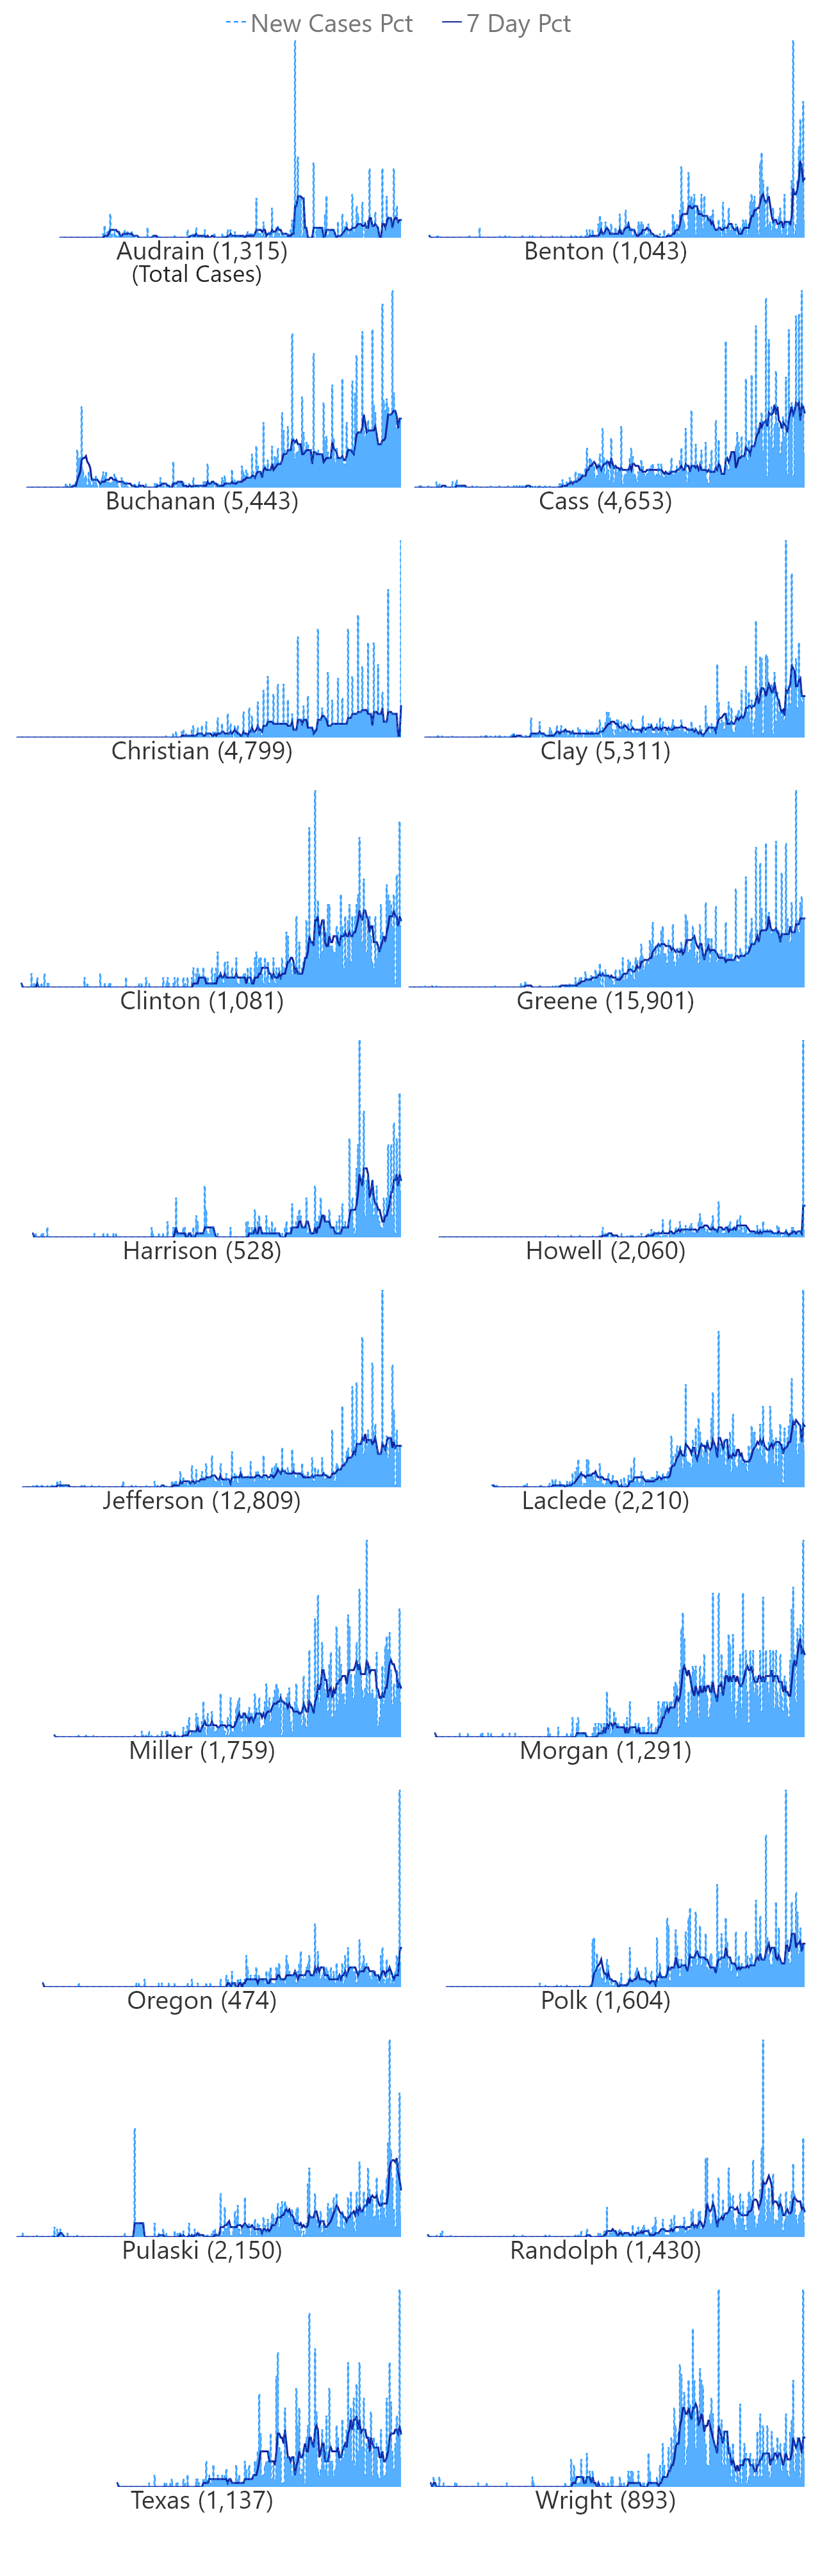 New Cases Pct 7 Day Pct
Audrain (1,315)
(Total Cases)
Benton (1,043)
Buchanan (5,443)
Cass (4,653)
Christian (4,799)
Clay (5,311)
Clinton (1,081)
Greene (15,901)
Harrison (528)
Howell (2,060)
Jefferson (12,809)
Laclede (2,210)
Miller (1,759)
Morgan (1,291)
Oregon (474)
Polk (1,604)
Pulaski (2,150)
Randolph (1,430)
Texas (1,137)
Wright (893)